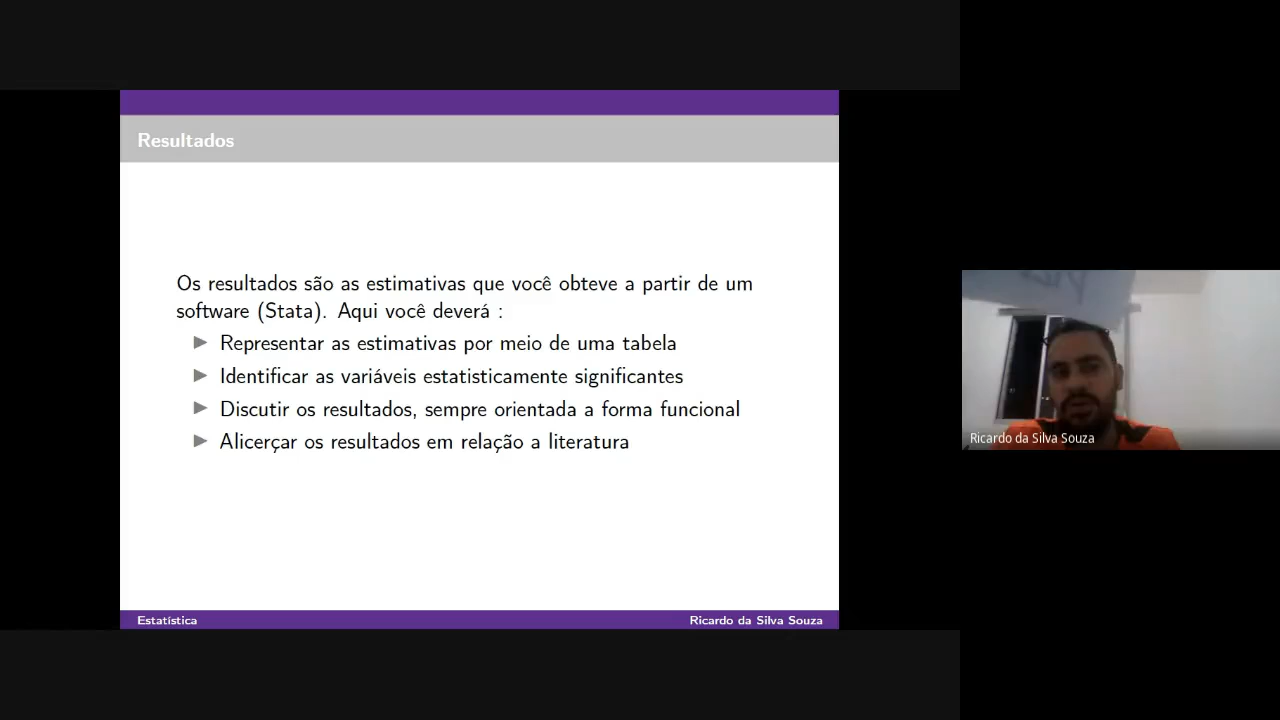 Resultados
Os resultados são as estimativas que você obteve a partir de um
software (Stata). Aqui você deverá :
Representar as estimativas por meio de uma tabela
Identificar as variáveis estatisticamente significantes
Discutir os resultados, sempre orientada a forma funcional
Alicerçar os resultados em relação a literatura
Estatística
Ricardo da Silva Souza
Ricardo da Silva Souza